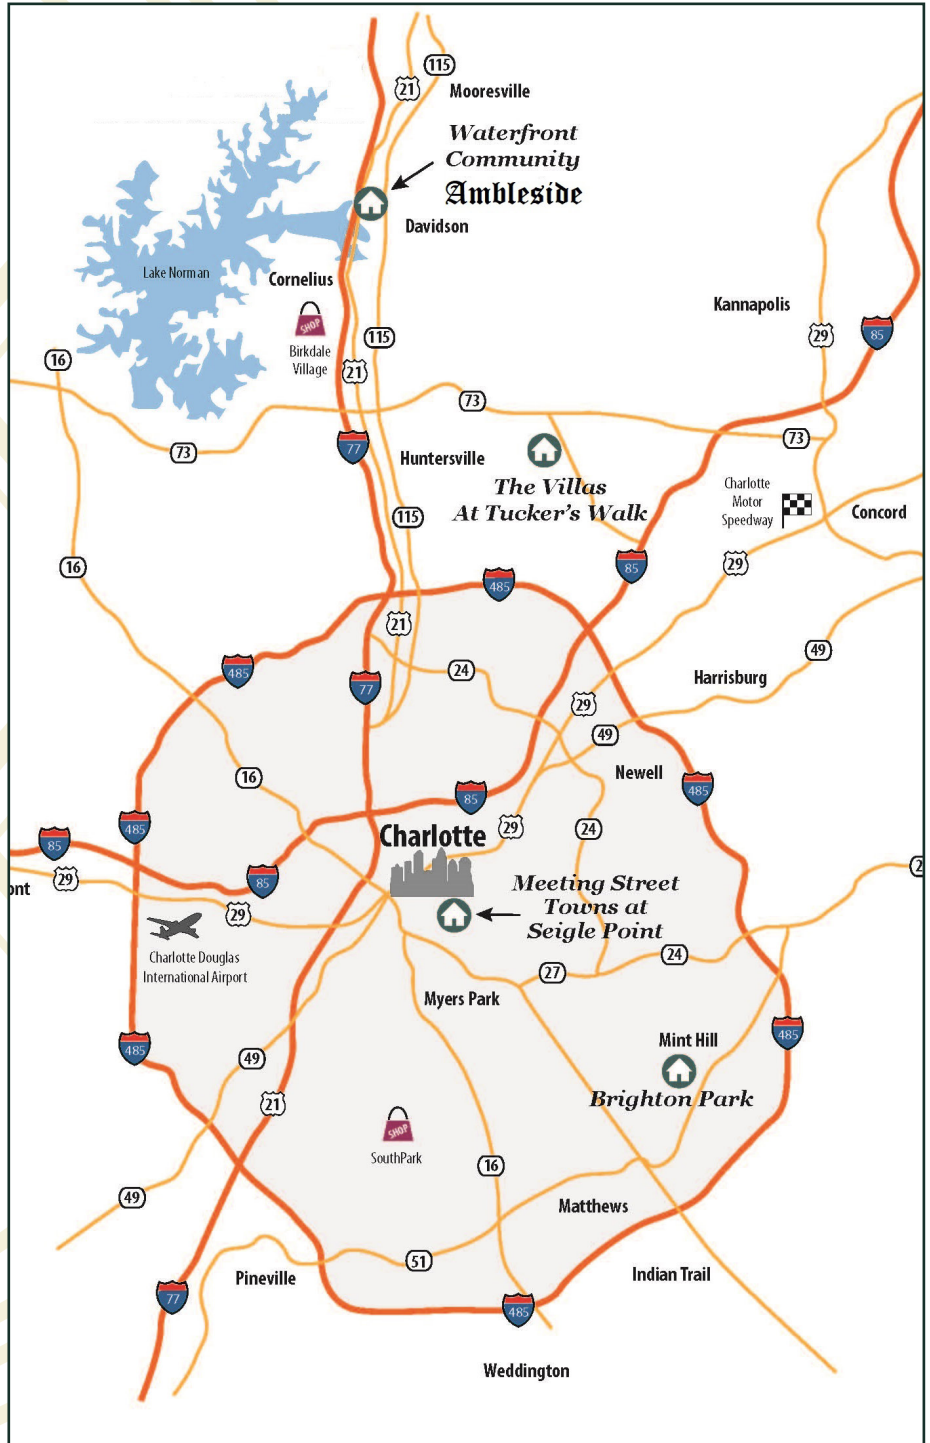 115
21
Mooresville
Waterfront
Community
Ambleside
Davidson
Lake Norman
Cornelius
Kannapolis
SHOP
Birkdale
Village
29
85
115
21
16
73
73
73
77
Huntersville
The Villas
At Tucker's Walk
Charlotte
Motor
Speedway
Concord
115
16
29
85
485
21
49
24
485
Harrisburg
77
29
49
Newell
16
485
85
485
29
24
Charlotte
85
29
ont
85
2
Meeting Street
Towns at
Seigle Point
29
Charlotte Douglas
International Airport
24
27
Myers Park
485
Mint Hill
485
49
Brighton Park
21
SHOP
SouthPark
16
49
Matthews
51
Pineville
Indian Trail
77
485
Weddington